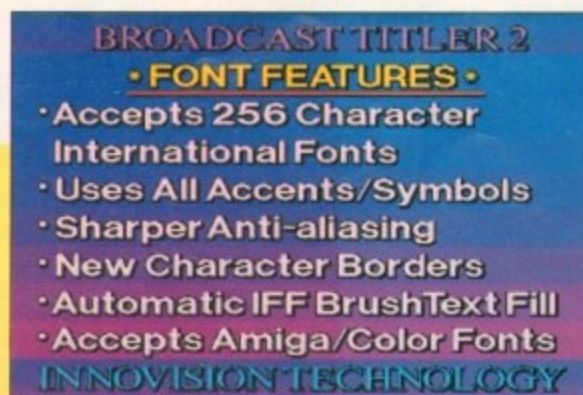 BROADCAST TITLER 2
• FONT FEATURES •
• Accepts 256 Character
International Fonts
• Uses All Accents/Symbols
• Sharper Anti-aliasing
• New Character Borders
• Automatic IFF BrushText Fill
• Accepts Amiga/Color Fonts
INNOVISION TECHNOLOGY